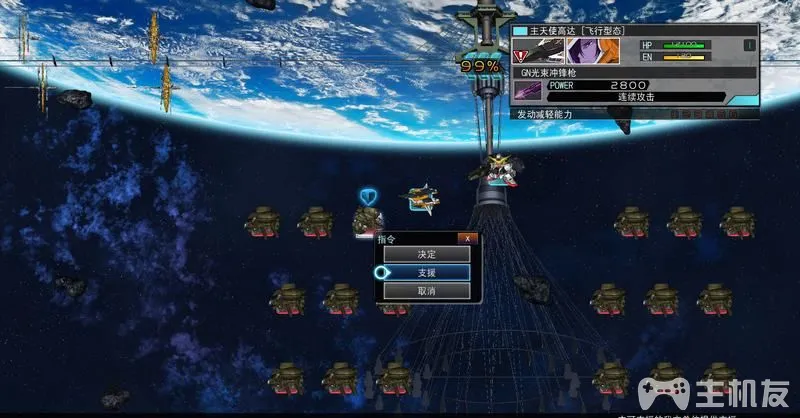 主天使高达 [飞行型态]
HP
EN
GN光束冲锋枪
POWER 2800
连续攻击
发动减轻能力
99%
指令 X
决定
支援
取消
主机友